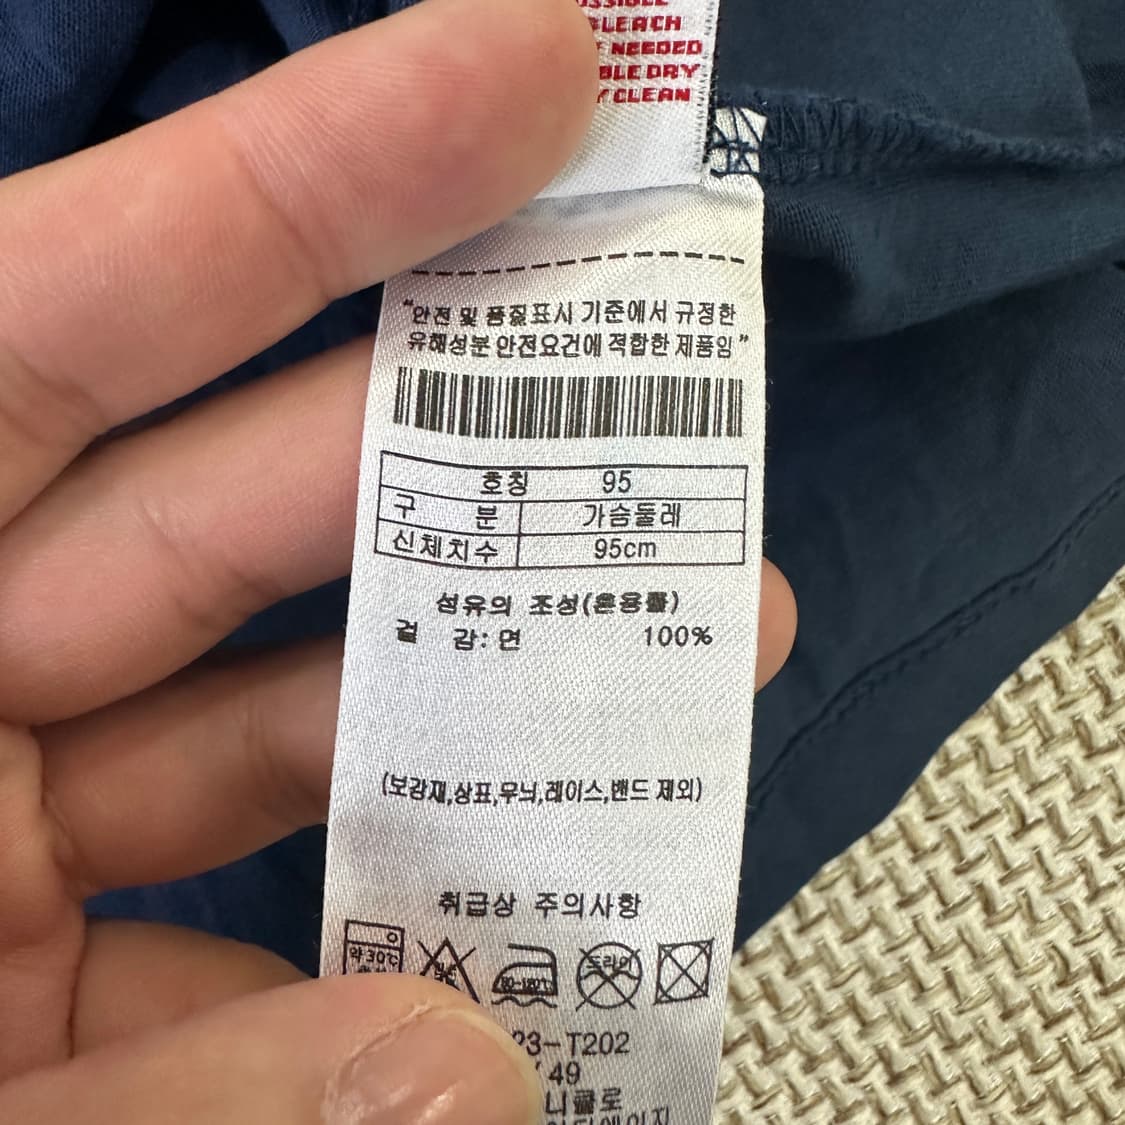 BLEACH
NEEDED
DRY
CLEAN
"안전 및 품질표시 기준에서 규정한
유해성분 안전요건에 적합한 제품임"
호칭 95
구 분 가슴둘레
신체치수 95cm
섬유의 조성(혼용률)
겉 감: 면 100%
(보강재,상표,무늬,레이스,밴드 제외)
취급상 주의사항
약30℃
드라이
23-T202
49